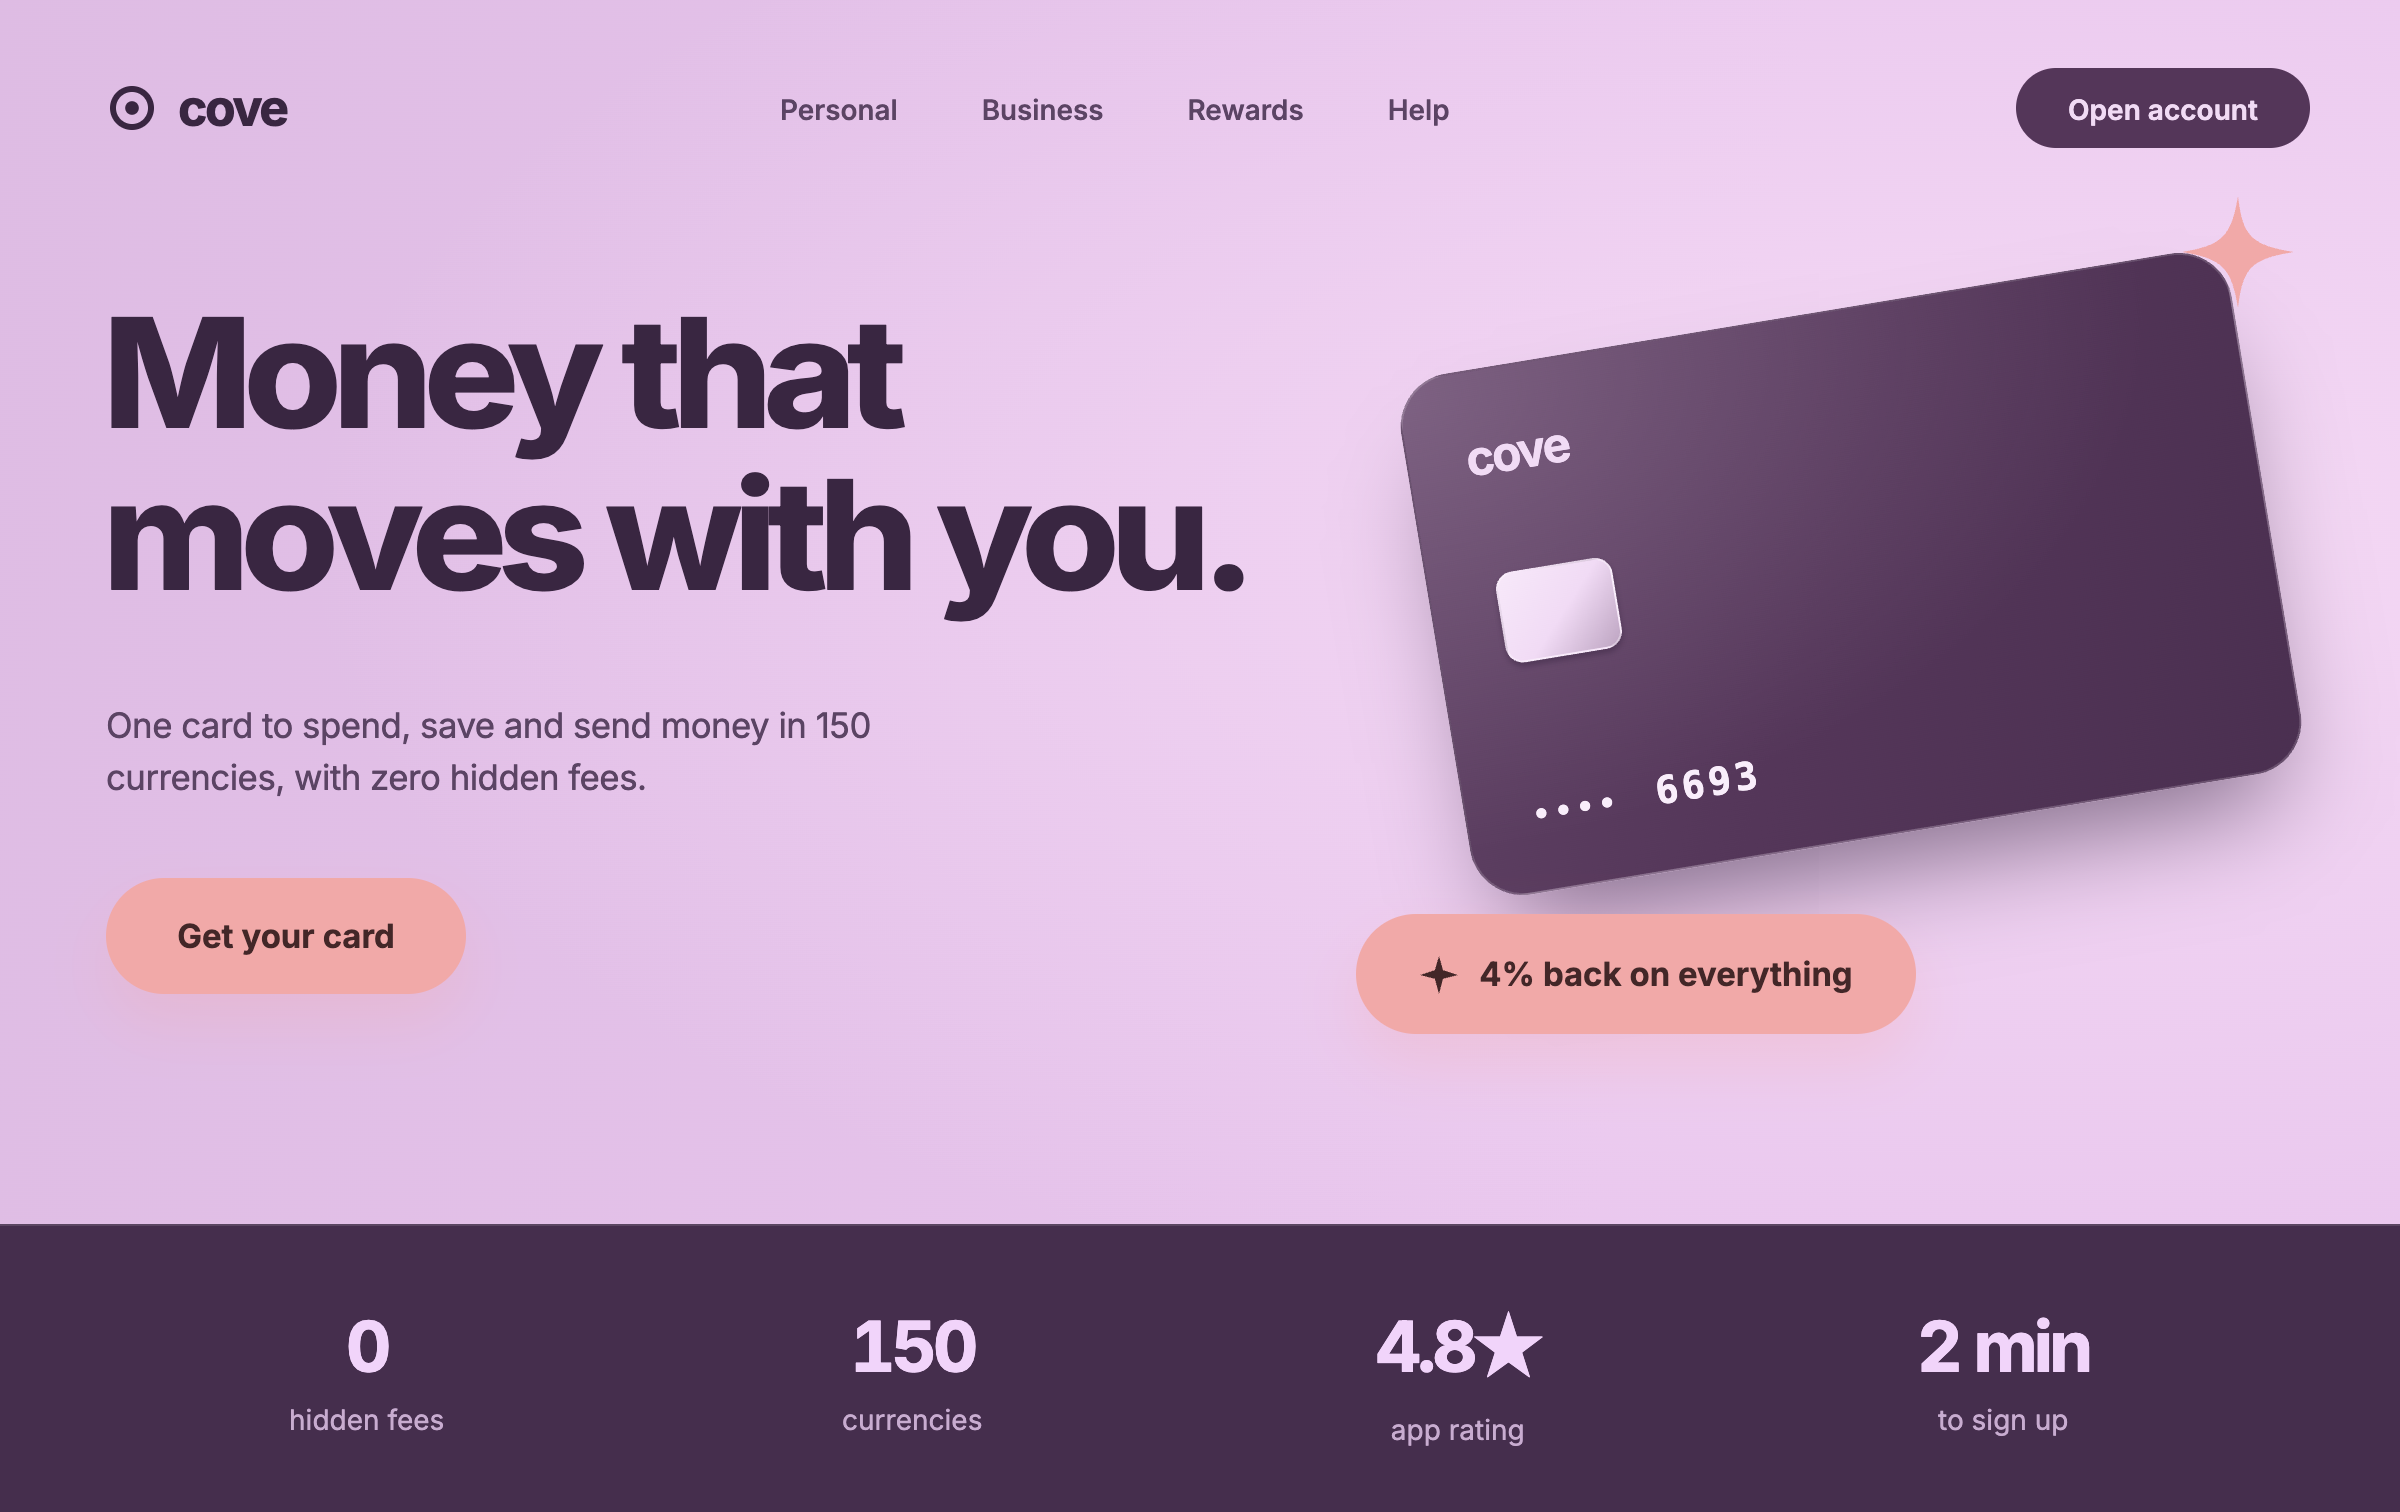 cove
Personal
Business
Rewards
Help
Open account
Money that
moves with you.
One card to spend, save and send money in 150
currencies, with zero hidden fees.
Get your card
cove
•••• 6693
4% back on everything
0
hidden fees
150
currencies
4.8★
app rating
2 min
to sign up